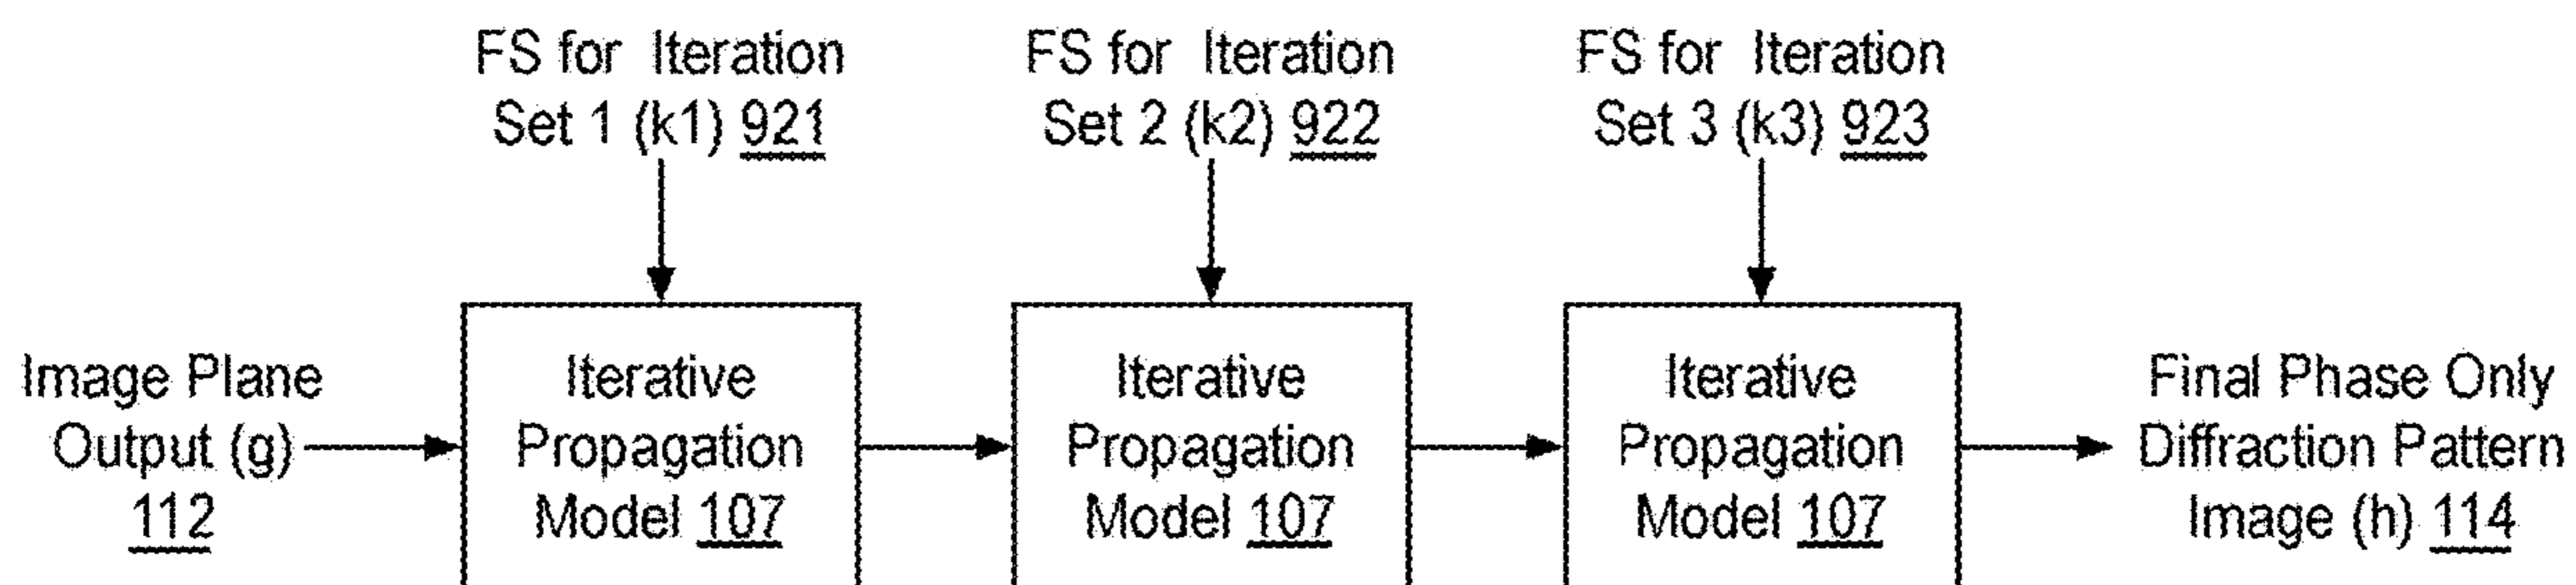 FS for Iteration
Set 1 (k1) 921
FS for Iteration
Set 2 (k2) 922
FS for Iteration
Set 3 (k3) 923
Image Plane
Output (g)
112
Iterative
Propagation
Model 107
Iterative
Propagation
Model 107
Iterative
Propagation
Model 107
Final Phase Only
Diffraction Pattern
Image (h) 114